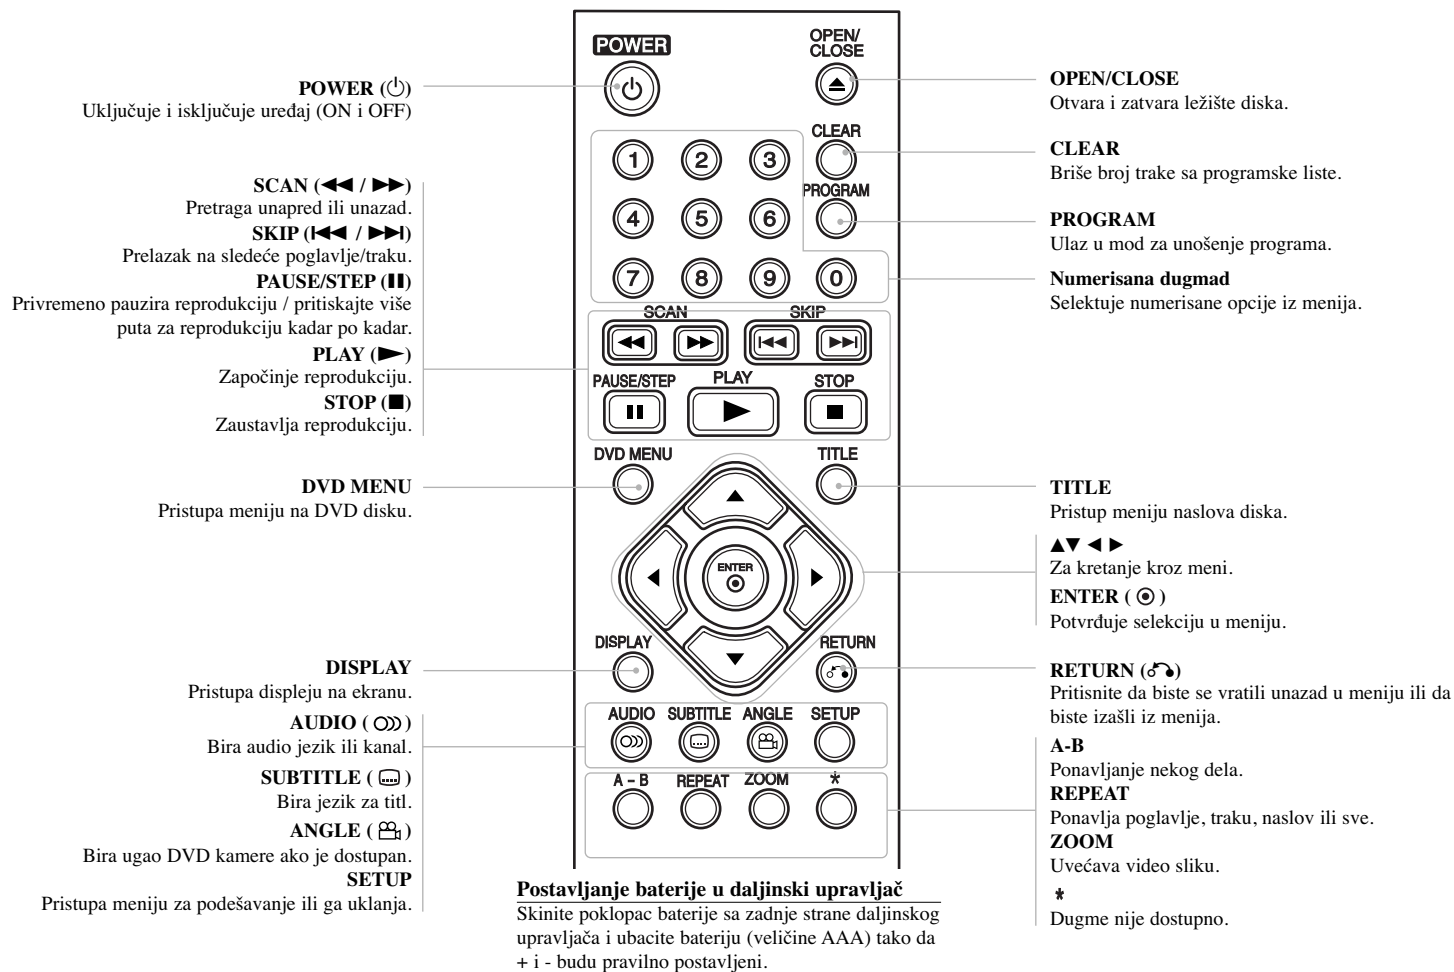 POWER (⏻)
Uključuje i isključuje uređaj (ON i OFF)
SCAN (◀◀ / ▶▶)
Pretraga unapred ili unazad.
SKIP (I◀◀ / ▶▶I)
Prelazak na sledeće poglavlje/traku.
PAUSE/STEP (II)
Privremeno pauzira reprodukciju / pritiskajte više
puta za reprodukciju kadar po kadar.
PLAY (▶)
Započinje reprodukciju.
STOP (■)
Zaustavlja reprodukciju.
DVD MENU
Pristupa meniju na DVD disku.
DISPLAY
Pristupa displeju na ekranu.
AUDIO ( )
Bira audio jezik ili kanal.
SUBTITLE ( )
Bira jezik za titl.
ANGLE ( )
Bira ugao DVD kamere ako je dostupan.
SETUP
Pristupa meniju za podešavanje ili ga uklanja.
POWER
OPEN/
CLOSE
CLEAR
1 2 3
PROGRAM
4 5 6
7 8 9 0
SCAN SKIP
PAUSE/STEP PLAY STOP
DVD MENU TITLE
ENTER
DISPLAY RETURN
AUDIO SUBTITLE ANGLE SETUP
A - B REPEAT ZOOM *
Postavljanje baterije u daljinski upravljač
Skinite poklopac baterije sa zadnje strane daljinskog
upravljača i ubacite bateriju (veličine AAA) tako da
+ i - budu pravilno postavljeni.
OPEN/CLOSE
Otvara i zatvara ležište diska.
CLEAR
Briše broj trake sa programske liste.
PROGRAM
Ulaz u mod za unošenje programa.
Numerisana dugmad
Selektuje numerisane opcije iz menija.
TITLE
Pristup meniju naslova diska.
▲▼ ◀ ▶
Za kretanje kroz meni.
ENTER ( ◉ )
Potvrđuje selekciju u meniju.
RETURN ( )
Pritisnite da biste se vratili unazad u meniju ili da
biste izašli iz menija.
A-B
Ponavljanje nekog dela.
REPEAT
Ponavlja poglavlje, traku, naslov ili sve.
ZOOM
Uvećava video sliku.
*
Dugme nije dostupno.